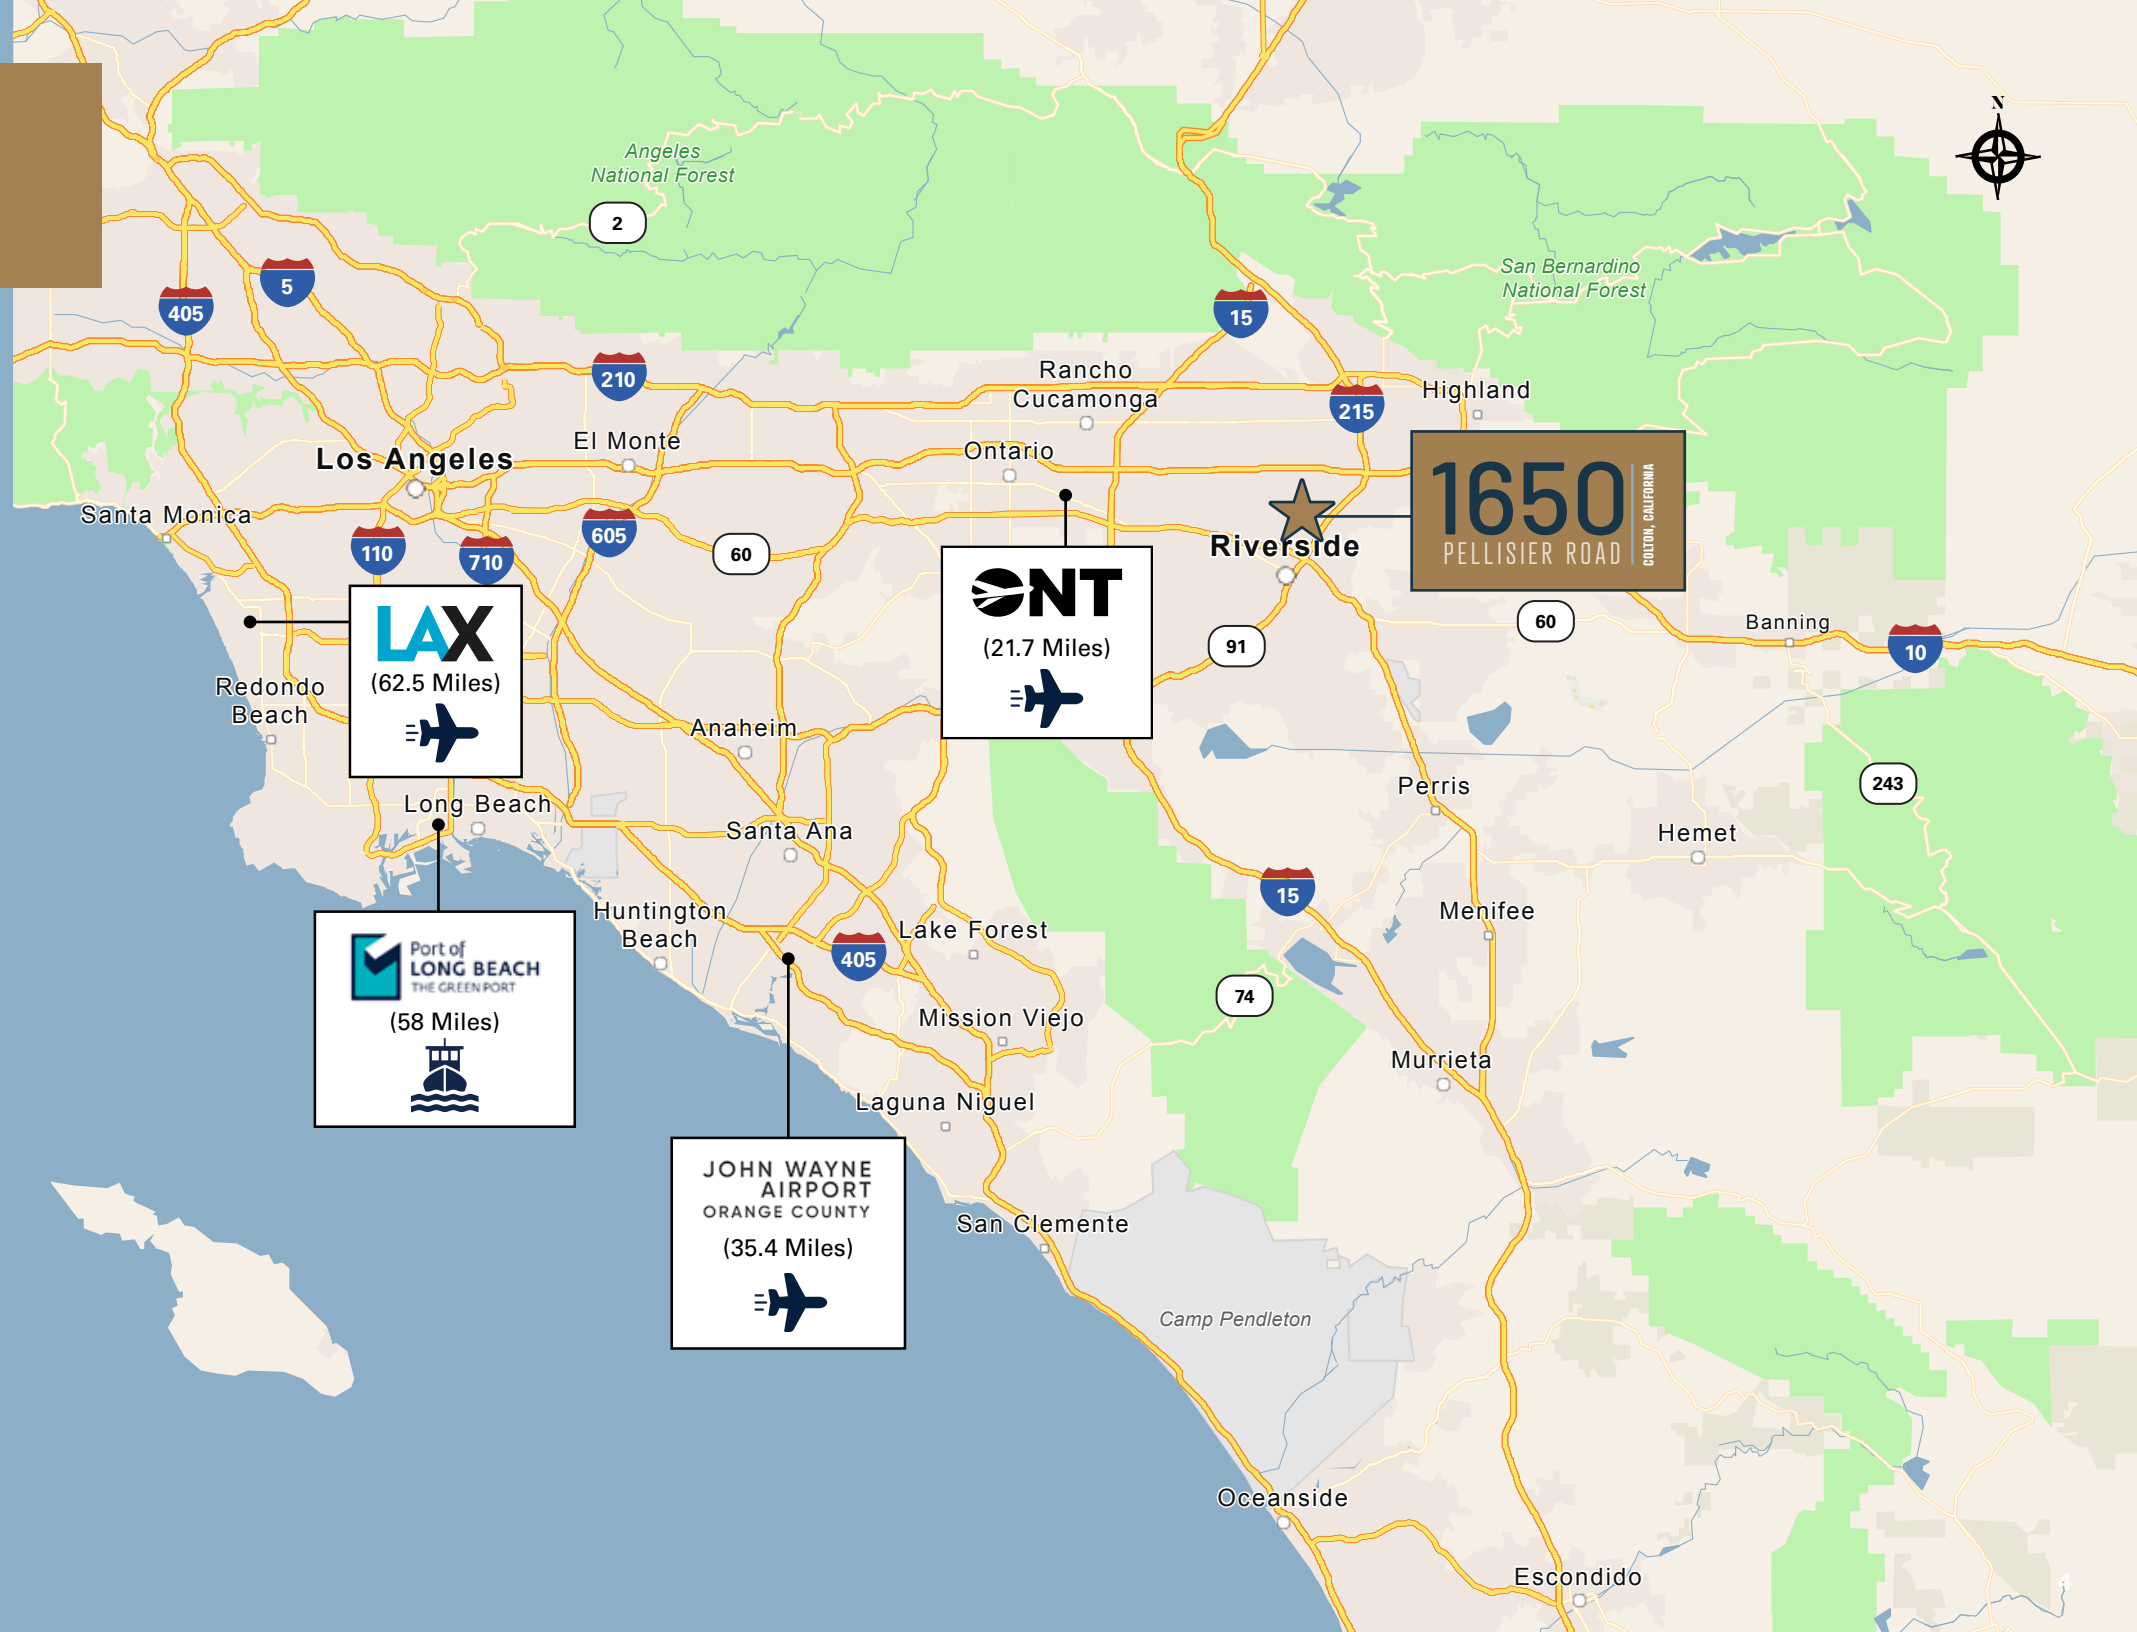 N
Angeles
National Forest
2
San Bernardino
National Forest
5
405
15
210
Rancho
Cucamonga
215
Highland
El Monte
Los Angeles
Ontario
1650
PELLISIER ROAD
COLTON, CALIFORNIA
Santa Monica
110
710
605
60
Riverside
LAX
(62.5 Miles)
ONT
(21.7 Miles)
91
60
Banning
10
Redondo
Beach
Anaheim
Perris
243
Long Beach
Santa Ana
Hemet
15
Huntington
Beach
405
Lake Forest
Menifee
Port of
LONG BEACH
THE GREEN PORT
(58 Miles)
74
Mission Viejo
Murrieta
Laguna Niguel
JOHN WAYNE
AIRPORT
ORANGE COUNTY
(35.4 Miles)
San Clemente
Camp Pendleton
Oceanside
Escondido
4